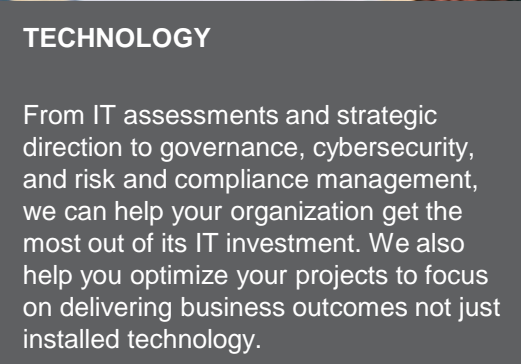 TECHNOLOGY
From IT assessments and strategic
direction to governance, cybersecurity,
and risk and compliance management,
we can help your organization get the
most out of its IT investment. We also
help you optimize your projects to focus
on delivering business outcomes not just
installed technology.